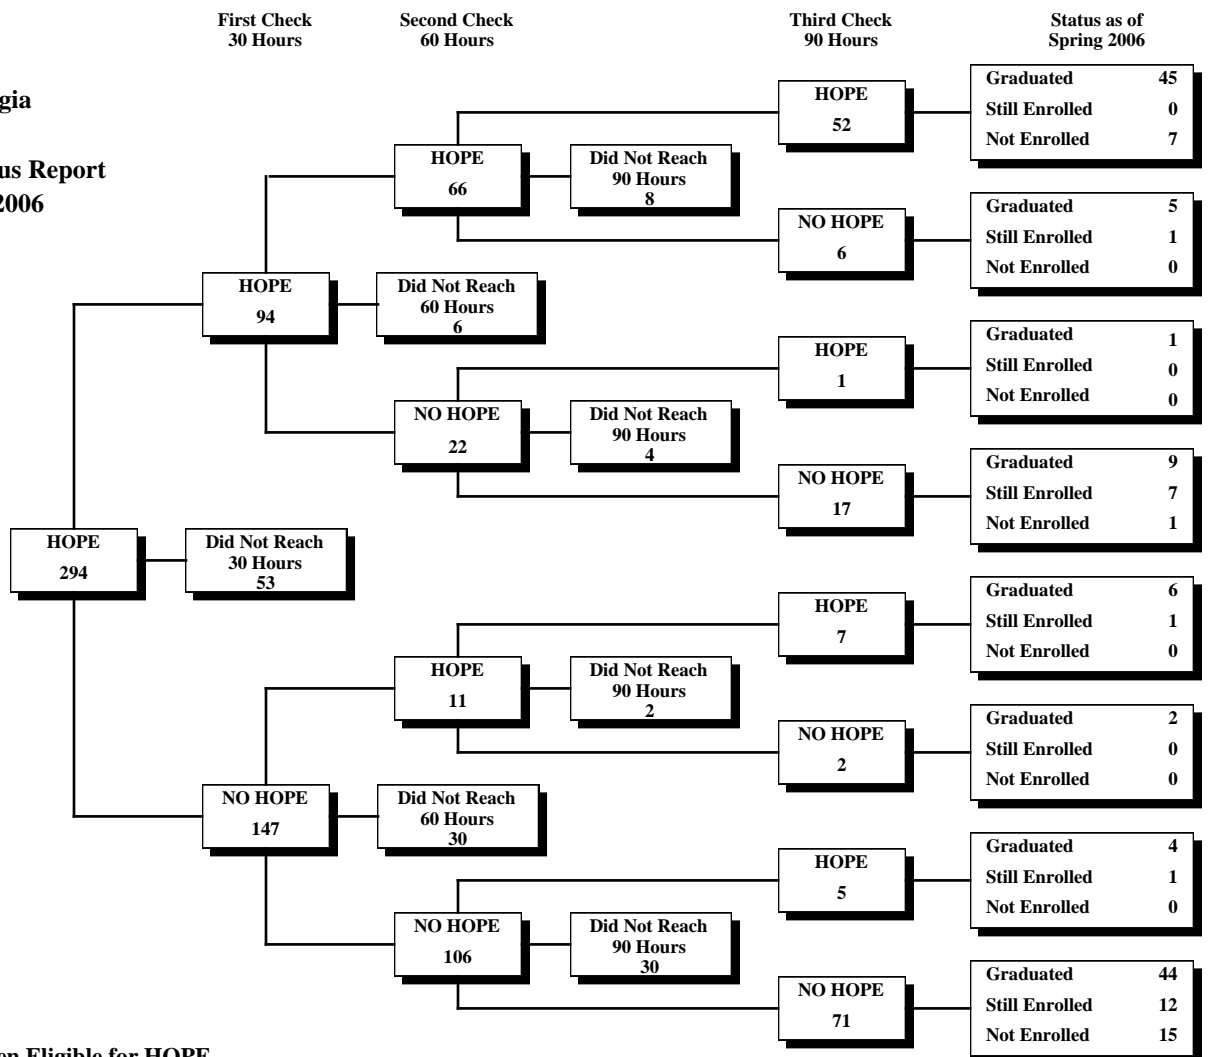 First Check
30 Hours
Second Check
60 Hours
Third Check
90 Hours
Status as of
Spring 2006
gia
us Report
2006
HOPE
294
Did Not Reach
30 Hours
53
HOPE
94
Did Not Reach
60 Hours
6
NO HOPE
147
Did Not Reach
60 Hours
30
HOPE
66
Did Not Reach
90 Hours
8
NO HOPE
22
Did Not Reach
90 Hours
4
HOPE
11
Did Not Reach
90 Hours
2
NO HOPE
106
Did Not Reach
90 Hours
30
HOPE
52
Graduated 45
Still Enrolled 0
Not Enrolled 7
NO HOPE
6
Graduated 5
Still Enrolled 1
Not Enrolled 0
HOPE
1
Graduated 1
Still Enrolled 0
Not Enrolled 0
NO HOPE
17
Graduated 9
Still Enrolled 7
Not Enrolled 1
HOPE
7
Graduated 6
Still Enrolled 1
Not Enrolled 0
NO HOPE
2
Graduated 2
Still Enrolled 0
Not Enrolled 0
HOPE
5
Graduated 4
Still Enrolled 1
Not Enrolled 0
NO HOPE
71
Graduated 44
Still Enrolled 12
Not Enrolled 15
en Eligible for HOPE